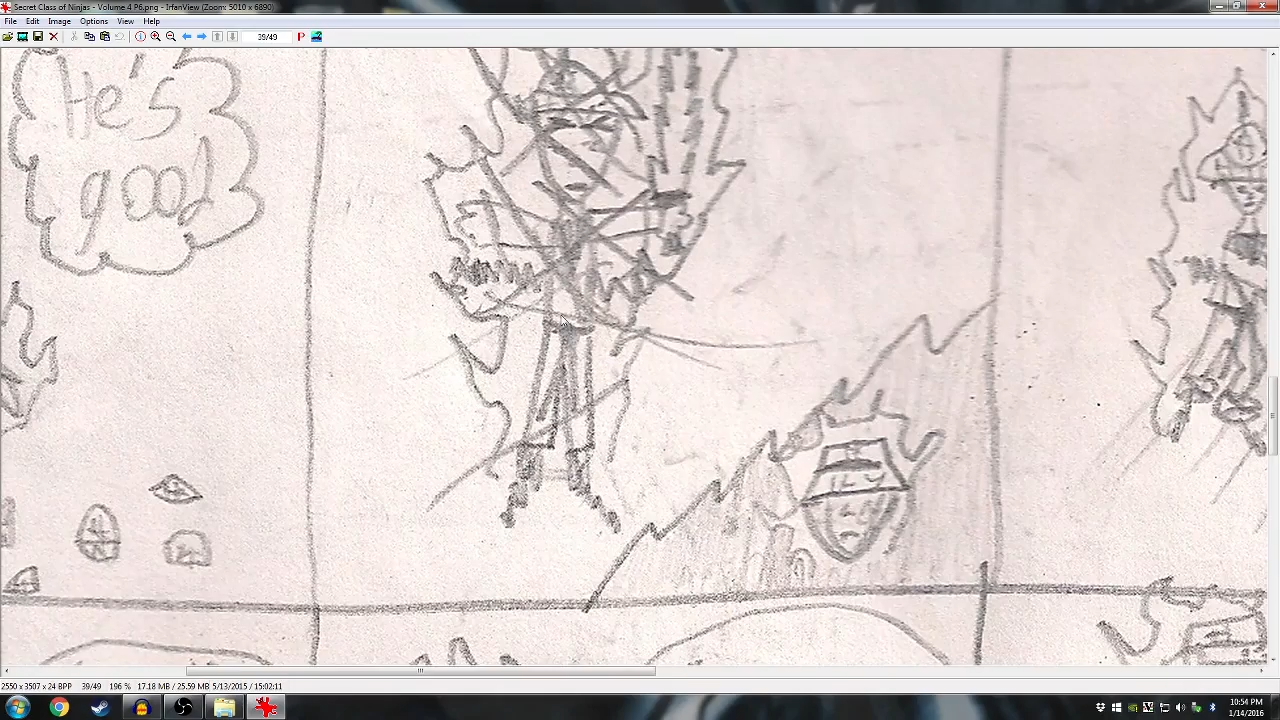 Secret Class of Ninjas - Volume 4 P6.png - IrfanView (Zoom: 5010 x 6890)
File Edit Image Options View Help
39/49
He's
good
2550 x 3507 x 24 BPP 39/49 196 % 17.18 MB / 25.59 MB 5/13/2015 / 15:02:11
10:54 PM
1/14/2016